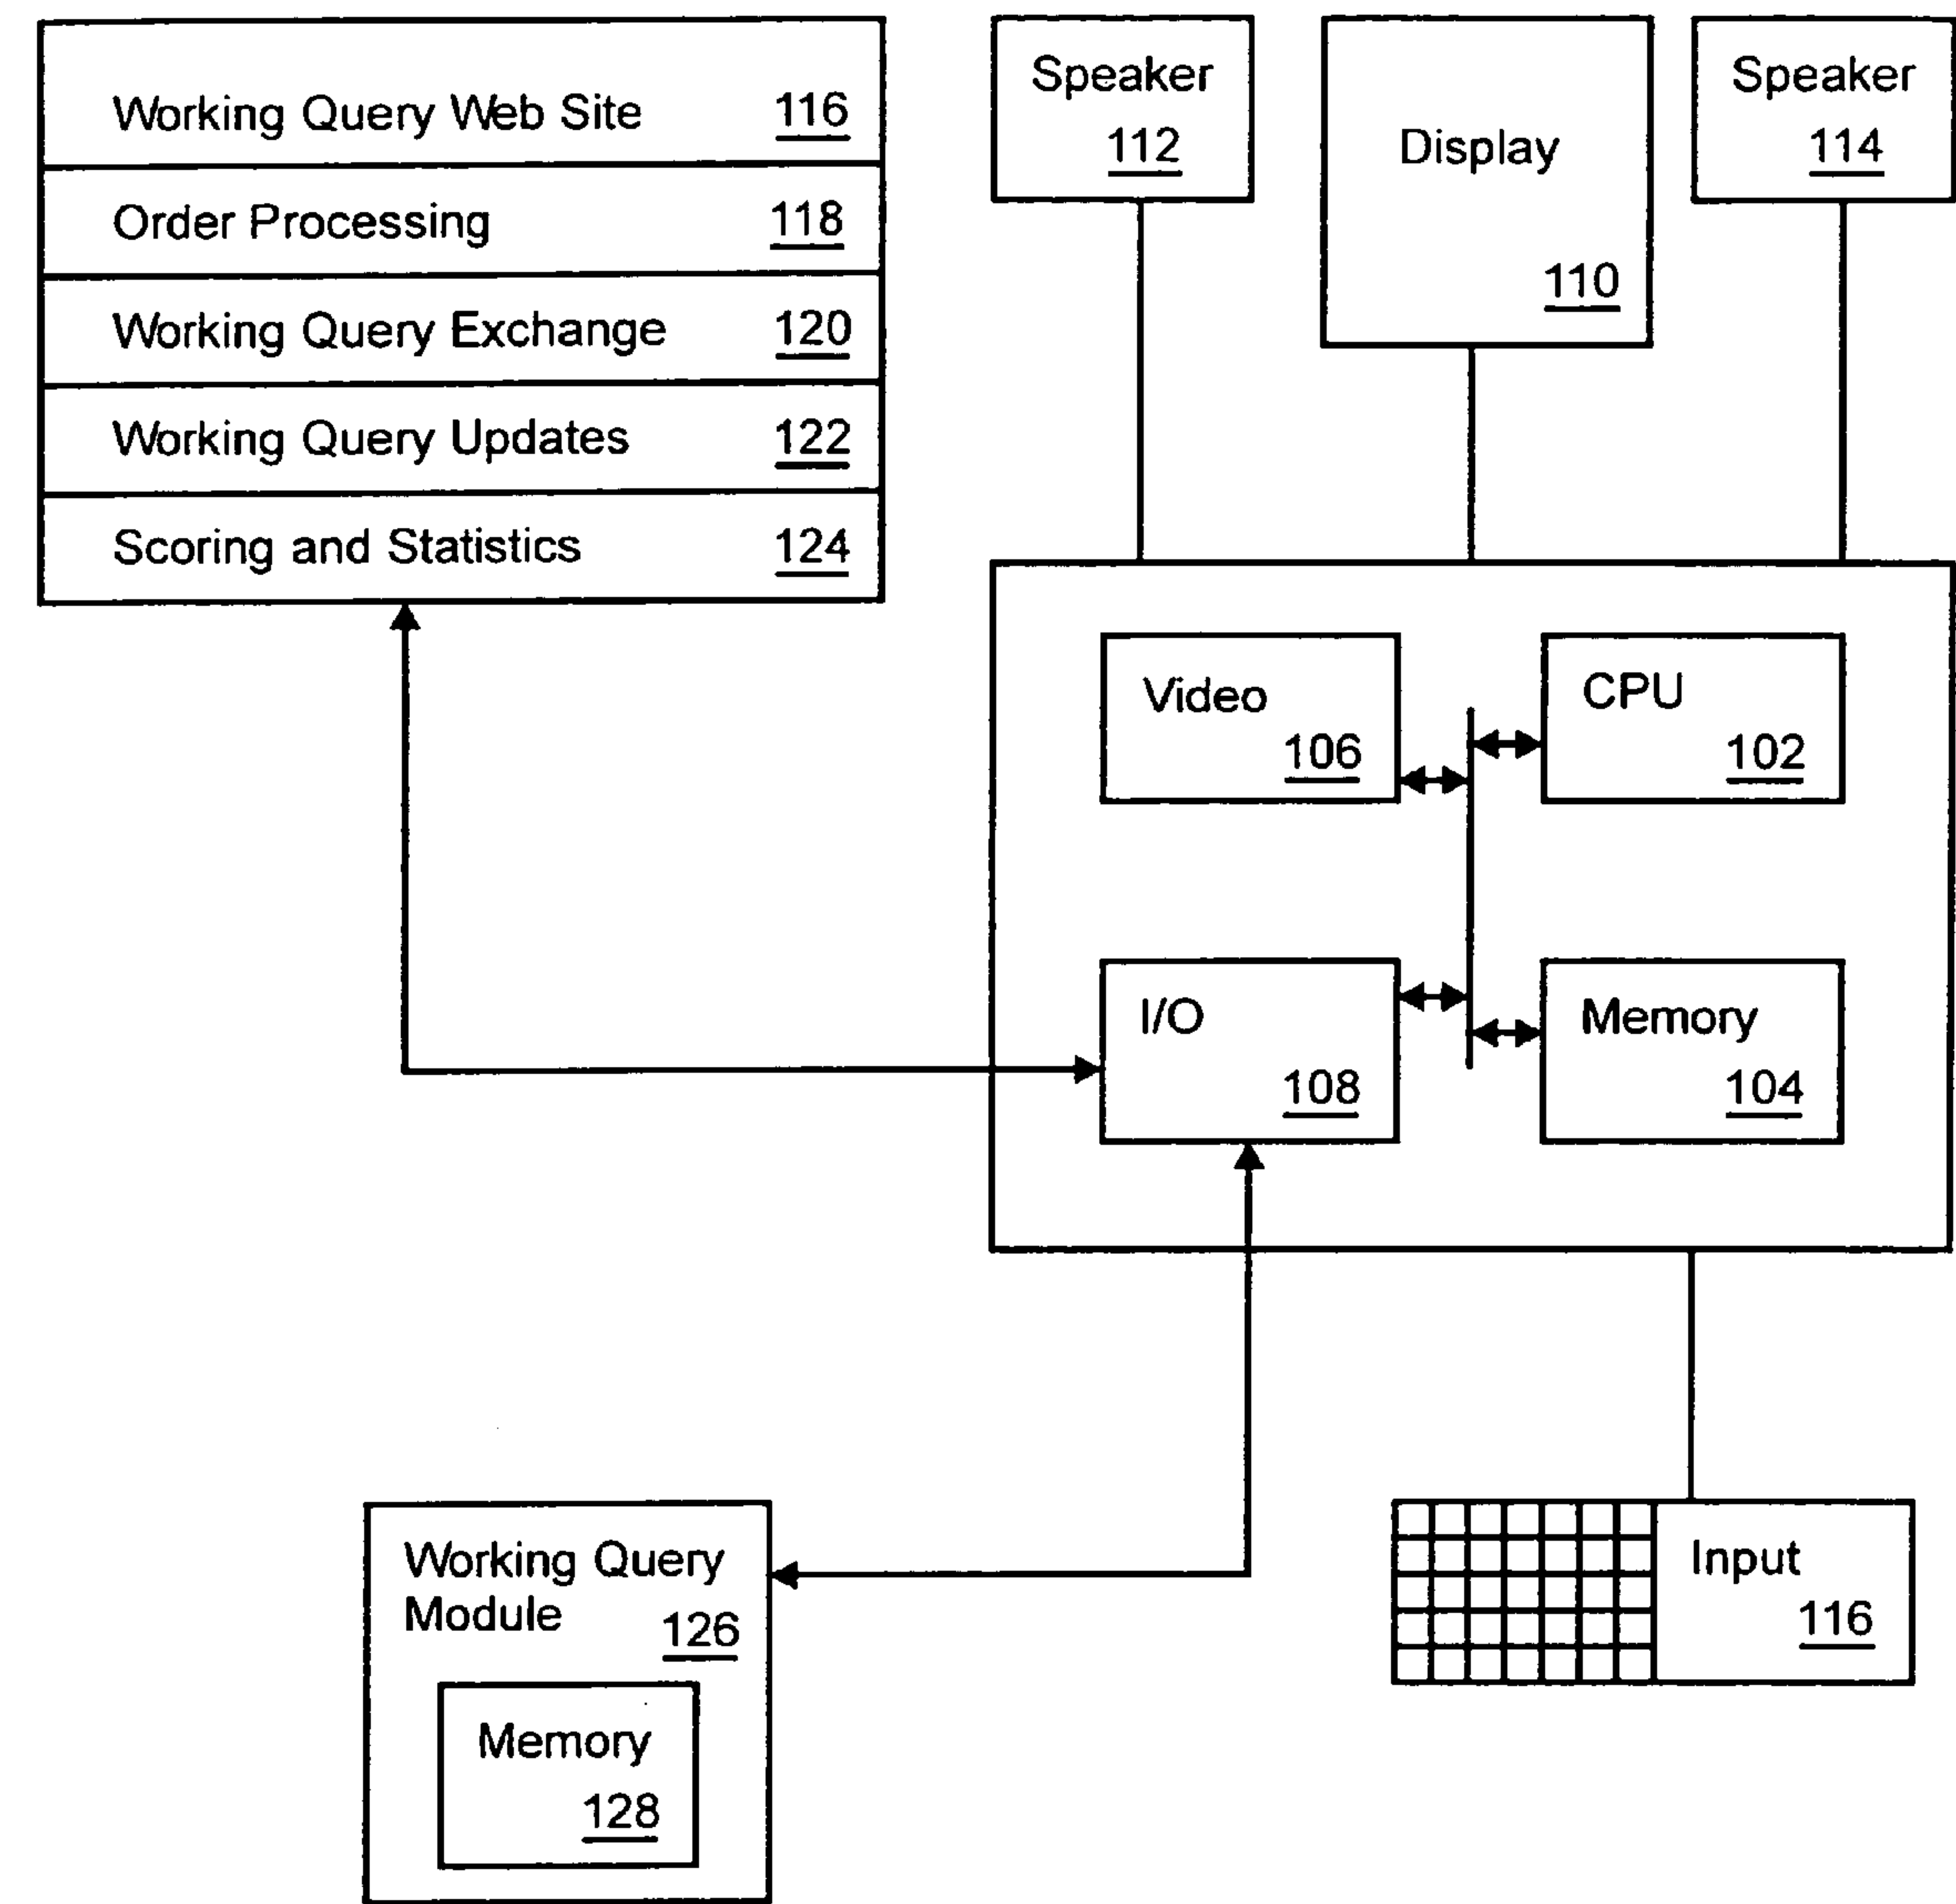 Working Query Web Site 116
Order Processing 118
Working Query Exchange 120
Working Query Updates 122
Scoring and Statistics 124
Speaker
112
Display
110
Speaker
114
Video
106
CPU
102
I/O
108
Memory
104
Working Query
Module 126
Memory
128
Input
116